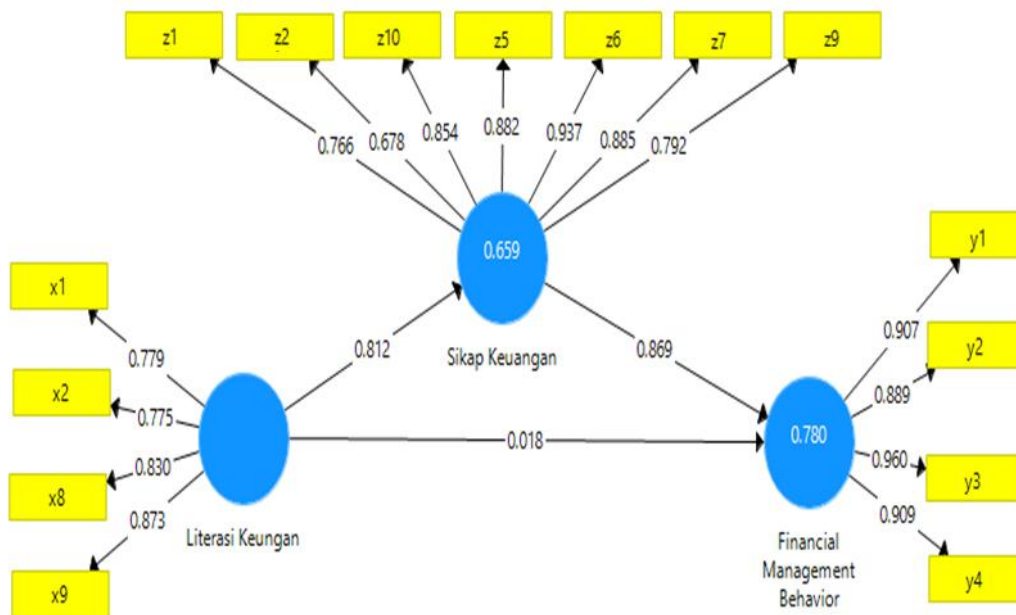 z1 z2 z10 z5 z6 z7 z9
0.766 0.678 0.854 0.882 0.937 0.885 0.792
0.659
Sikap Keuangan
x1
x2
x8
x9
0.779
0.775
0.830
0.873
Literasi Keungan
0.812
0.869
0.018
0.780
Financial
Management
Behavior
0.907
0.889
0.960
0.909
y1
y2
y3
y4